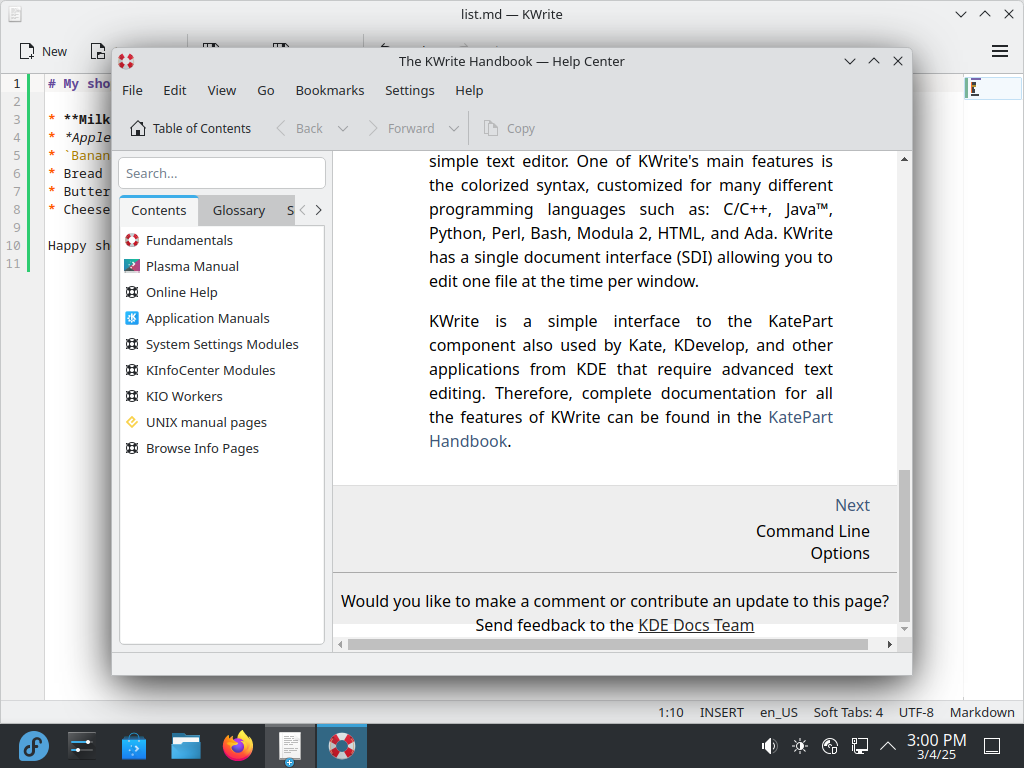 list.md — KWrite
New
The KWrite Handbook — Help Center
File Edit View Go Bookmarks Settings Help
Table of Contents Back Forward Copy
1 # My sho
2
3 * **Milk
4 * *Apple
5 * `Banan
6 * Bread
7 * Butter
8 * Cheese
9
10 Happy sh
11
Search...
Contents Glossary S
Fundamentals
Plasma Manual
Online Help
Application Manuals
System Settings Modules
KInfoCenter Modules
KIO Workers
UNIX manual pages
Browse Info Pages
simple text editor. One of KWrite's main features is
the colorized syntax, customized for many different
programming languages such as: C/C++, Java™,
Python, Perl, Bash, Modula 2, HTML, and Ada. KWrite
has a single document interface (SDI) allowing you to
edit one file at the time per window.
KWrite is a simple interface to the KatePart
component also used by Kate, KDevelop, and other
applications from KDE that require advanced text
editing. Therefore, complete documentation for all
the features of KWrite can be found in the KatePart
Handbook.
Next
Command Line
Options
Would you like to make a comment or contribute an update to this page?
Send feedback to the KDE Docs Team
1:10 INSERT en_US Soft Tabs: 4 UTF-8 Markdown
3:00 PM
3/4/25